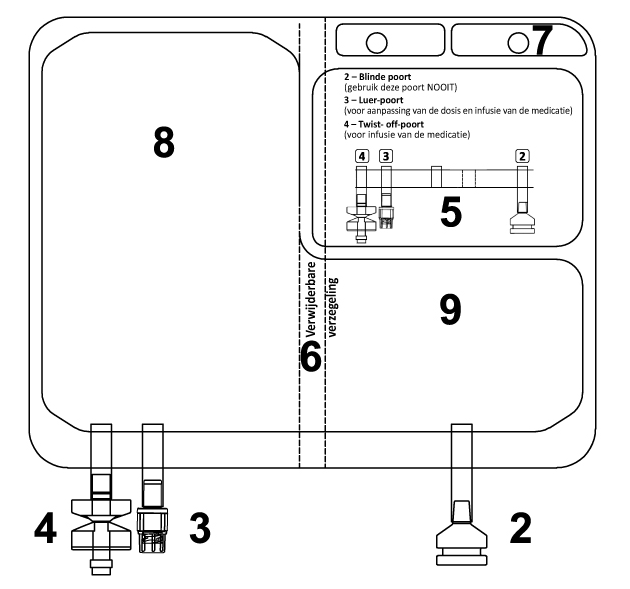 7
2 – Blinde poort
(gebruik deze poort NOOIT)
3 – Luer-poort
(voor aanpassing van de dosis en infusie van de medicatie)
4 – Twist- off-poort
(voor infusie van de medicatie)
8
4 3 2
5
Verwijderbare
verzegeling
9
6
4 3 2